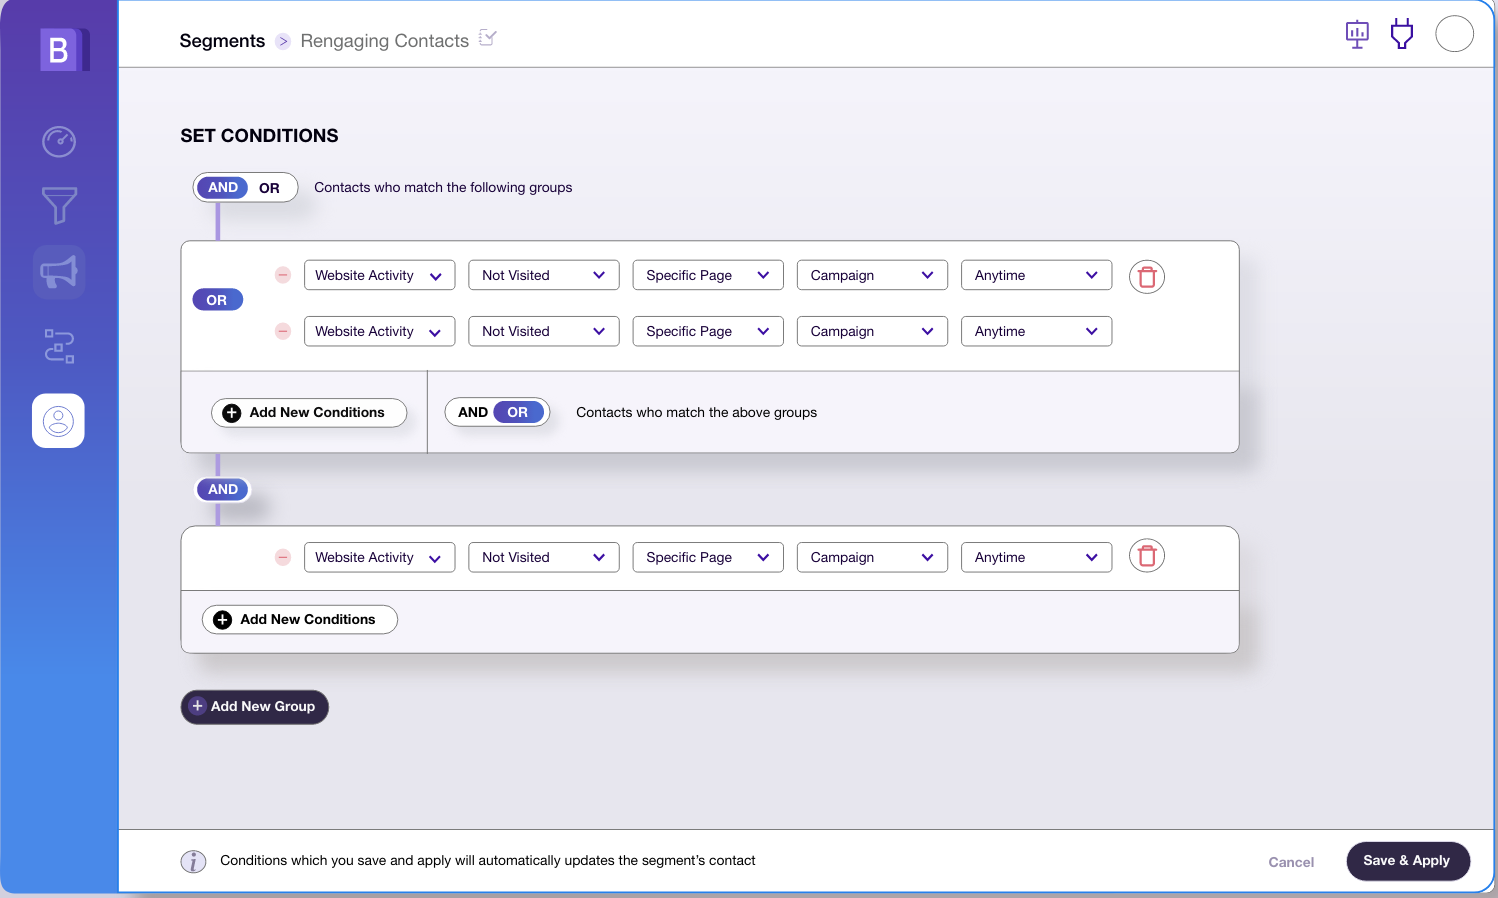 B
Segments > Rengaging Contacts
SET CONDITIONS
AND OR Contacts who match the following groups
Website Activity Not Visited Specific Page Campaign Anytime
OR
Website Activity Not Visited Specific Page Campaign Anytime
+ Add New Conditions AND OR Contacts who match the above groups
AND
Website Activity Not Visited Specific Page Campaign Anytime
+ Add New Conditions
+ Add New Group
i Conditions which you save and apply will automatically updates the segment's contact Cancel Save & Apply